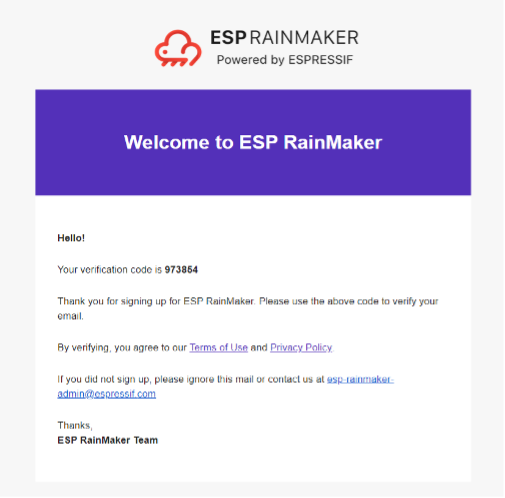 ESP RAINMAKER
Powered by ESPRESSIF
Welcome to ESP RainMaker
Hello!
Your verification code is 973854
Thank you for signing up for ESP RainMaker. Please use the above code to verify your
email.
By verifying, you agree to our Terms of Use and Privacy Policy.
If you did not sign up, please ignore this mail or contact us at esp-rainmaker-
admin@espressif.com
Thanks,
ESP RainMaker Team